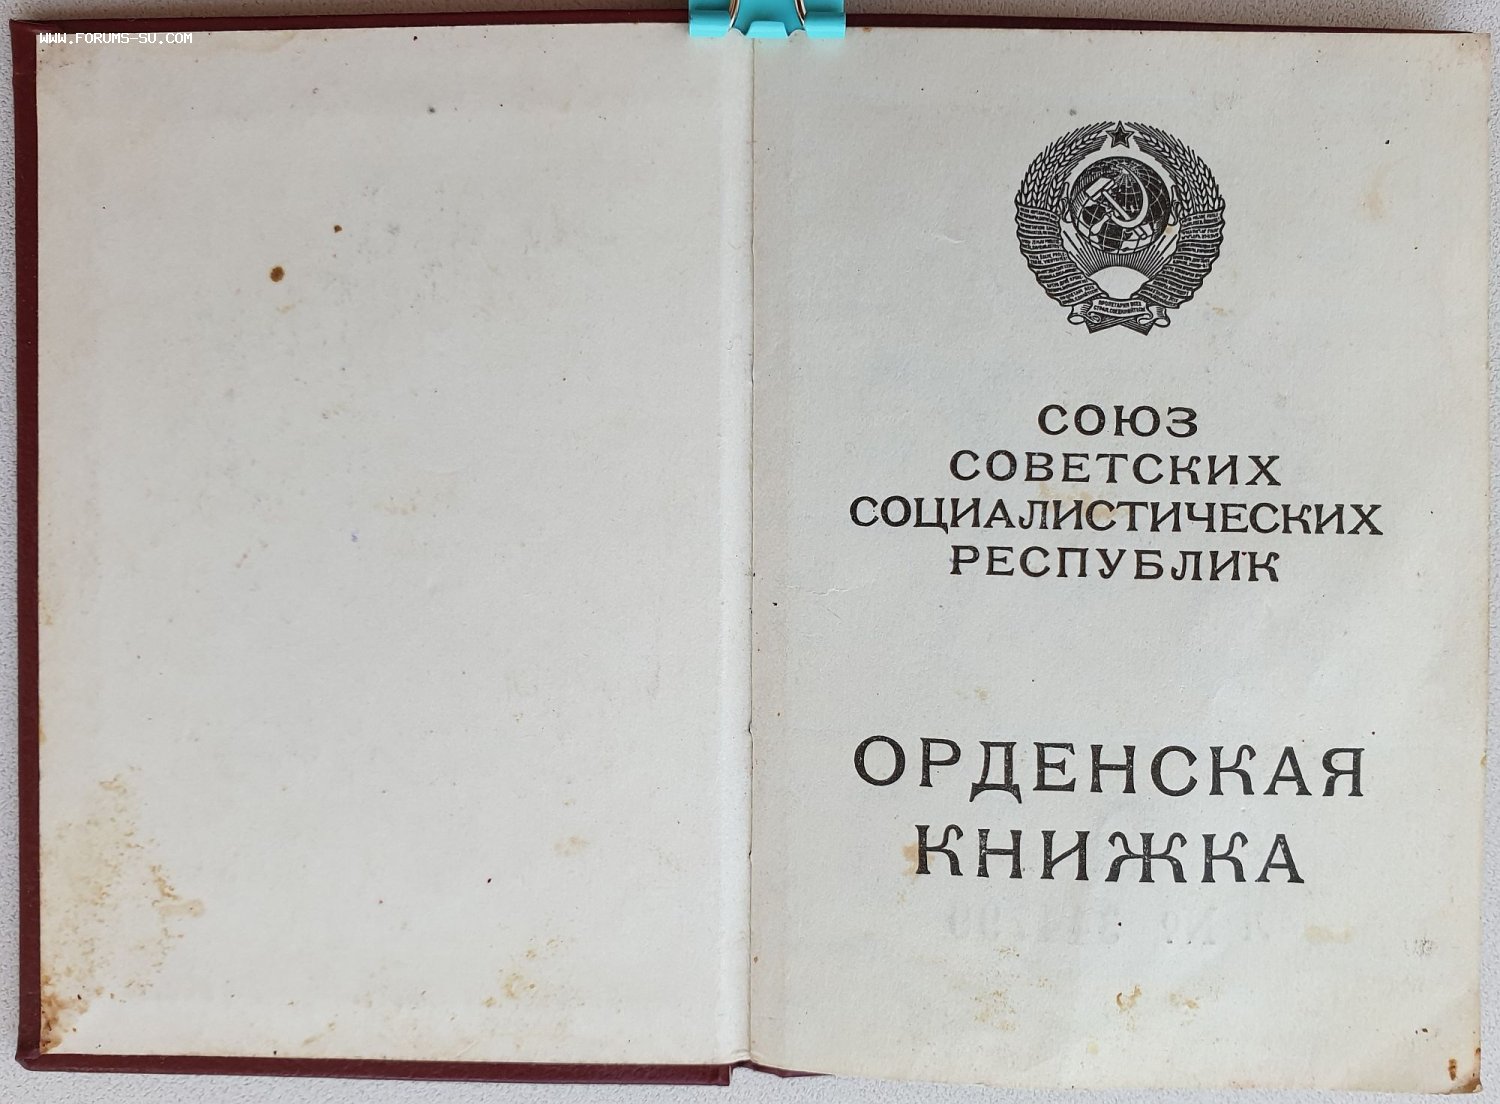 WWW.FORUMS-SU.COM
СОЮЗ
СОВЕТСКИХ
СОЦИАЛИСТИЧЕСКИХ
РЕСПУБЛИК
ОРДЕНСКАЯ
КНИЖКА